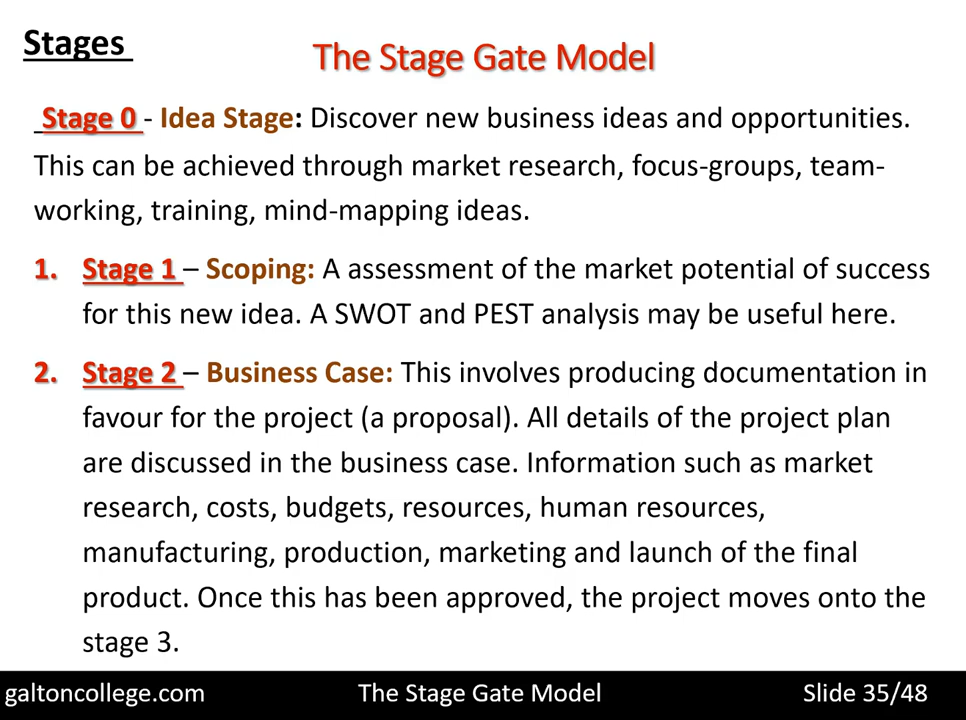 Stages
The Stage Gate Model
Stage 0 - Idea Stage: Discover new business ideas and opportunities.
This can be achieved through market research, focus-groups, team-
working, training, mind-mapping ideas.
1. Stage 1 – Scoping: A assessment of the market potential of success
for this new idea. A SWOT and PEST analysis may be useful here.
2. Stage 2 – Business Case: This involves producing documentation in
favour for the project (a proposal). All details of the project plan
are discussed in the business case. Information such as market
research, costs, budgets, resources, human resources,
manufacturing, production, marketing and launch of the final
product. Once this has been approved, the project moves onto the
stage 3.
galtoncollege.com The Stage Gate Model Slide 35/48